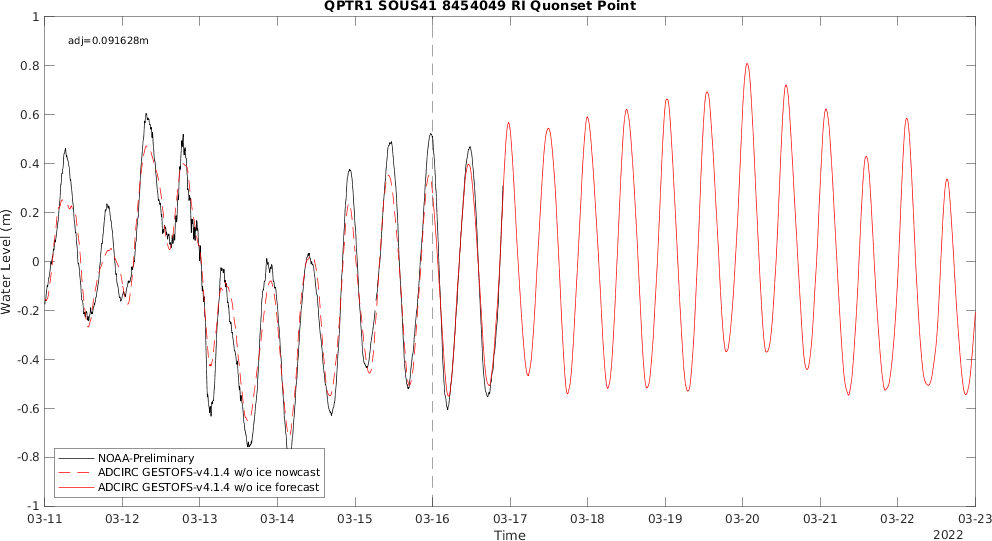 QPTR1 SOUS41 8454049 RI Quonset Point
1
0.8
0.6
0.4
0.2
0
-0.2
-0.4
-0.6
-0.8
-1
Water Level (m)
adj=0.091628m
NOAA-Preliminary
ADCIRC GESTOFS-v4.1.4 w/o ice nowcast
ADCIRC GESTOFS-v4.1.4 w/o ice forecast
03-11 03-12 03-13 03-14 03-15 03-16 03-17 03-18 03-19 03-20 03-21 03-22 03-23
Time
2022